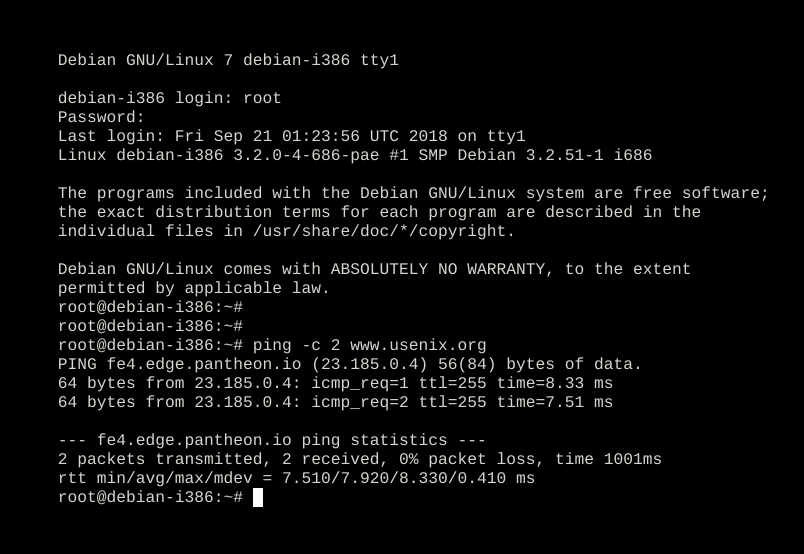 Debian GNU/Linux 7 debian-i386 tty1
debian-i386 login: root
Password:
Last login: Fri Sep 21 01:23:56 UTC 2018 on tty1
Linux debian-i386 3.2.0-4-686-pae #1 SMP Debian 3.2.51-1 i686
The programs included with the Debian GNU/Linux system are free software;
the exact distribution terms for each program are described in the
individual files in /usr/share/doc/*/copyright.
Debian GNU/Linux comes with ABSOLUTELY NO WARRANTY, to the extent
permitted by applicable law.
root@debian-i386:~#
root@debian-i386:~#
root@debian-i386:~# ping -c 2 www.usenix.org
PING fe4.edge.pantheon.io (23.185.0.4) 56(84) bytes of data.
64 bytes from 23.185.0.4: icmp_req=1 ttl=255 time=8.33 ms
64 bytes from 23.185.0.4: icmp_req=2 ttl=255 time=7.51 ms
--- fe4.edge.pantheon.io ping statistics ---
2 packets transmitted, 2 received, 0% packet loss, time 1001ms
rtt min/avg/max/mdev = 7.510/7.920/8.330/0.410 ms
root@debian-i386:~#